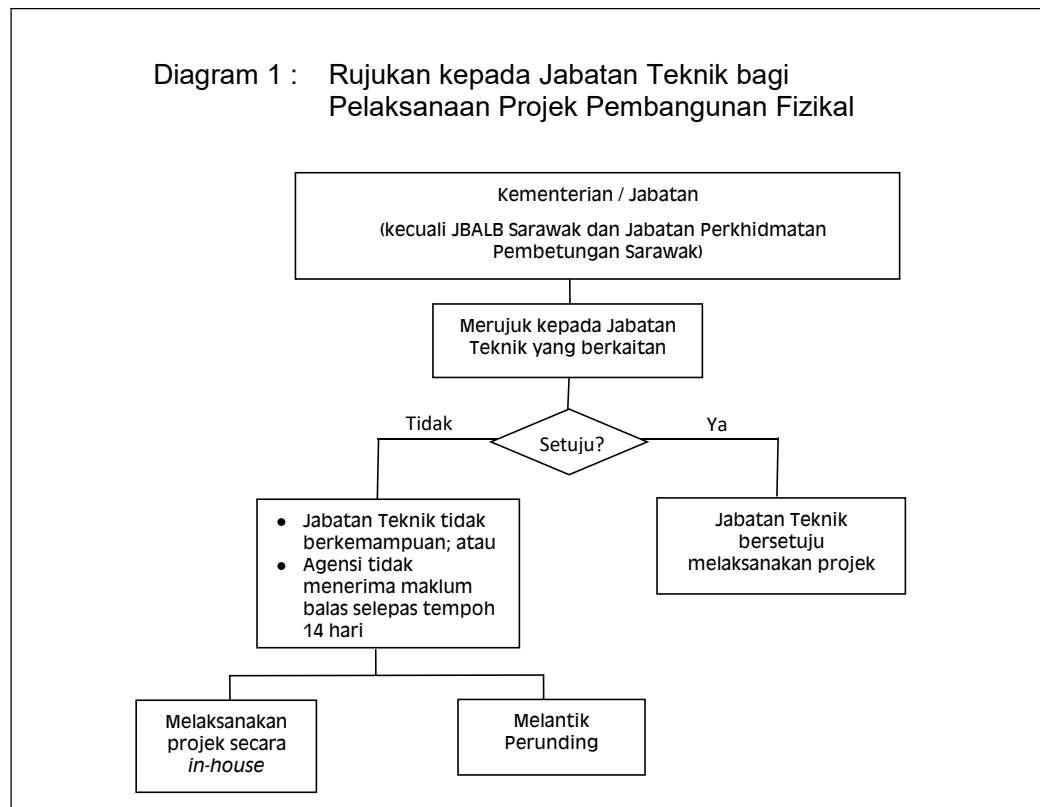 Diagram 1 : Rujukan kepada Jabatan Teknik bagi
Pelaksanaan Projek Pembangunan Fizikal
Kementerian / Jabatan
(kecuali JBALB Sarawak dan Jabatan Perkhidmatan
Pembetungan Sarawak)
Merujuk kepada Jabatan
Teknik yang berkaitan
Tidak
Setuju?
Ya
● Jabatan Teknik tidak
berkemampuan; atau
● Agensi tidak
menerima maklum
balas selepas tempoh
14 hari
Jabatan Teknik
bersetuju
melaksanakan projek
Melaksanakan
projek secara
in-house
Melantik
Perunding